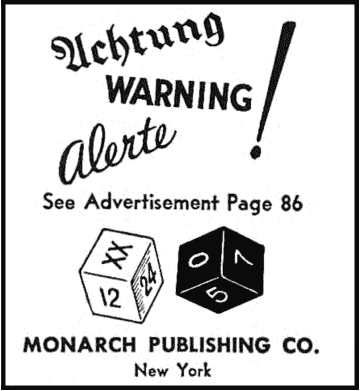 Achtung
WARNING!
Alerte
See Advertisement Page 86
XX 0 7
12 24 5
MONARCH PUBLISHING CO.
New York